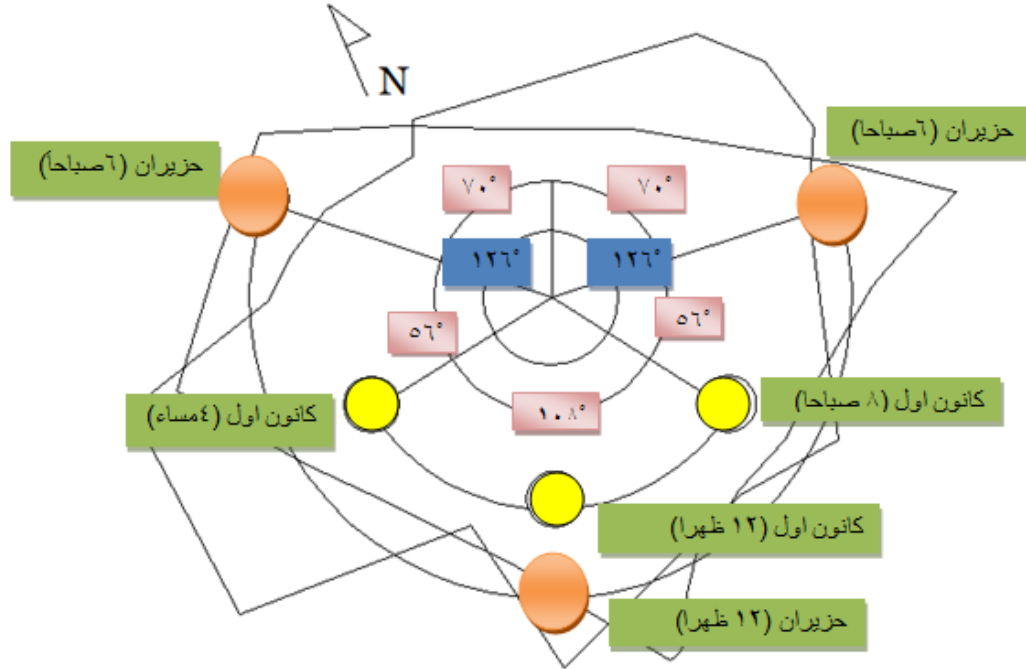 N
حزيران (٦صباحا)
حزيران (٦صباحاً)
٧٠°
٧٠°
١٢٦°
١٢٦°
٥٦°
٥٦°
كانون اول (٨ صباحا)
كانون اول (٤مساء)
١٠٨°
كانون اول (١٢ ظهرا)
حزيران (١٢ ظهرا)